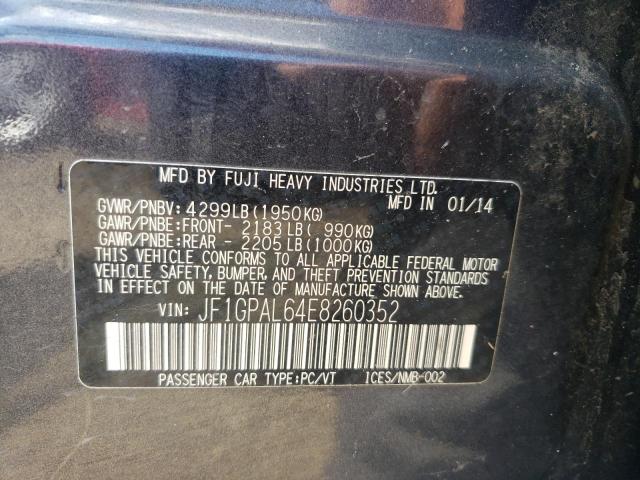 MFD BY FUJI HEAVY INDUSTRIES LTD.
GVWR/PNBV: 4299LB(1950KG) MFD IN 01/14
GAWR/PNBE:FRONT- 2183LB( 990KG)
GAWR/PNBE:REAR - 2205LB(1000KG)
THIS VEHICLE CONFORMS TO ALL APPLICABLE FEDERAL MOTOR
VEHICLE SAFETY, BUMPER, AND THEFT PREVENTION STANDARDS
IN EFFECT ON THE DATE OF MANUFACTURE SHOWN ABOVE.
VIN: JF1GPAL64E8260352
PASSENGER CAR TYPE:PC/VT ICES/NMB-002